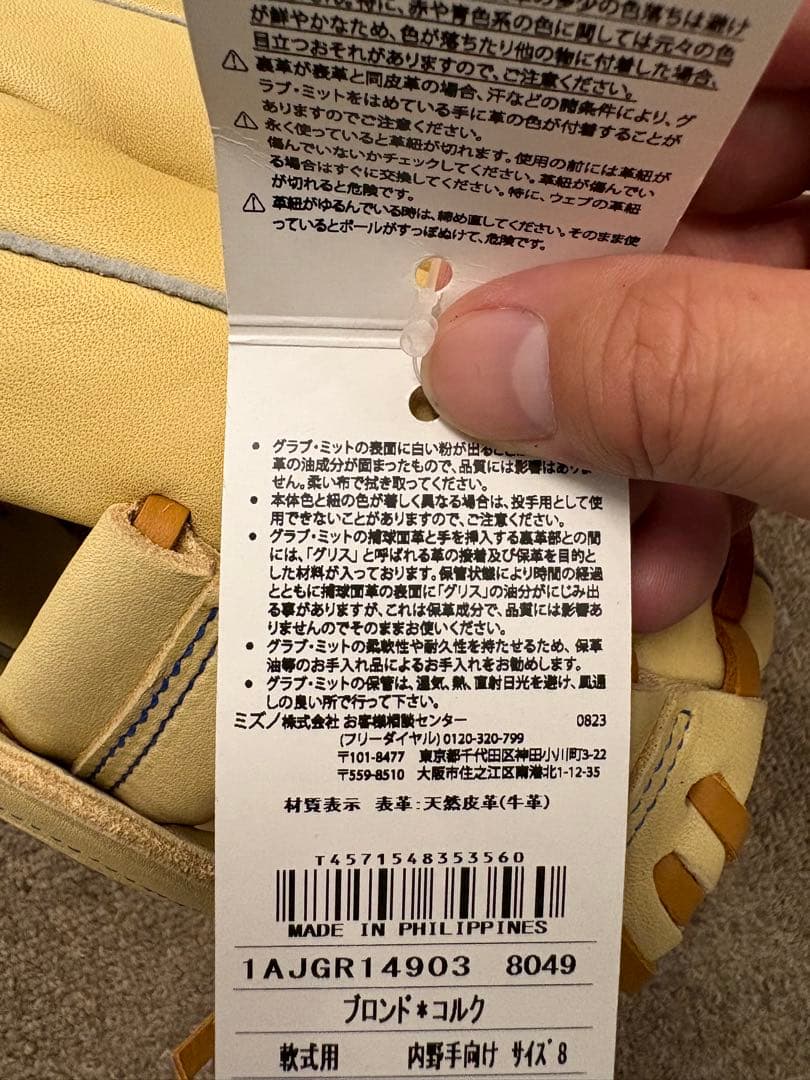 の多少の色落ちは避け
ん。特に、赤や青色系の色に関しては元々の色
が鮮やかなため、色が落ちたり他の物に付着した場合、
目立つおそれがありますので、ご注意ください。
裏革が表革と同皮革の場合、汗などの諸条件により、グ
ラブ・ミットをはめている手に革の色が付着することが
ありますのでご注意ください。
永く使っていると革紐が切れます。使用の前には革紐が
傷んでいないかチェックしてください。革紐が傷んでい
る場合はすぐに交換してください。特に、ウェブの革紐
が切れると危険です。
革紐がゆるんでいる時は、締め直してください。そのまま使
っているとボールがすっぽぬけて、危険です。
● グラブ・ミットの表面に白い粉が出るこ
革の油成分が固まったもので、品質には影響はありま
せん。柔い布で拭き取ってください。
● 本体色と紐の色が著しく異なる場合は、投手用として使
用できないことがありますので、ご注意ください。
● グラブ・ミットの捕球面革と手を挿入する裏革部との間
には、「グリス」と呼ばれる革の接着及び保革を目的と
した材料が入っております。保管状態により時間の経過
とともに捕球面革の表面に「グリス」の油分がにじみ出
る事がありますが、これは保革成分で、品質には影響あ
りませんのでそのままお使いください。
● グラブ・ミットの柔軟性や耐久性を持たせるため、保革
油等のお手入れ品によるお手入れをお勧めします。
● グラブ・ミットの保管は、湿気、熱、直射日光を避け、風通
しの良い所で行って下さい。
ミズノ株式会社 お客様相談センター 0823
(フリーダイヤル) 0120-320-799
〒101-8477 東京都千代田区神田小川町3-22
〒559-8510 大阪市住之江区南港北1-12-35
材質表示 表革:天然皮革(牛革)
T4571548353560
MADE IN PHILIPPINES
1AJGR14903 8049
ブロンド*コルク
軟式用 内野手向け サイズ8